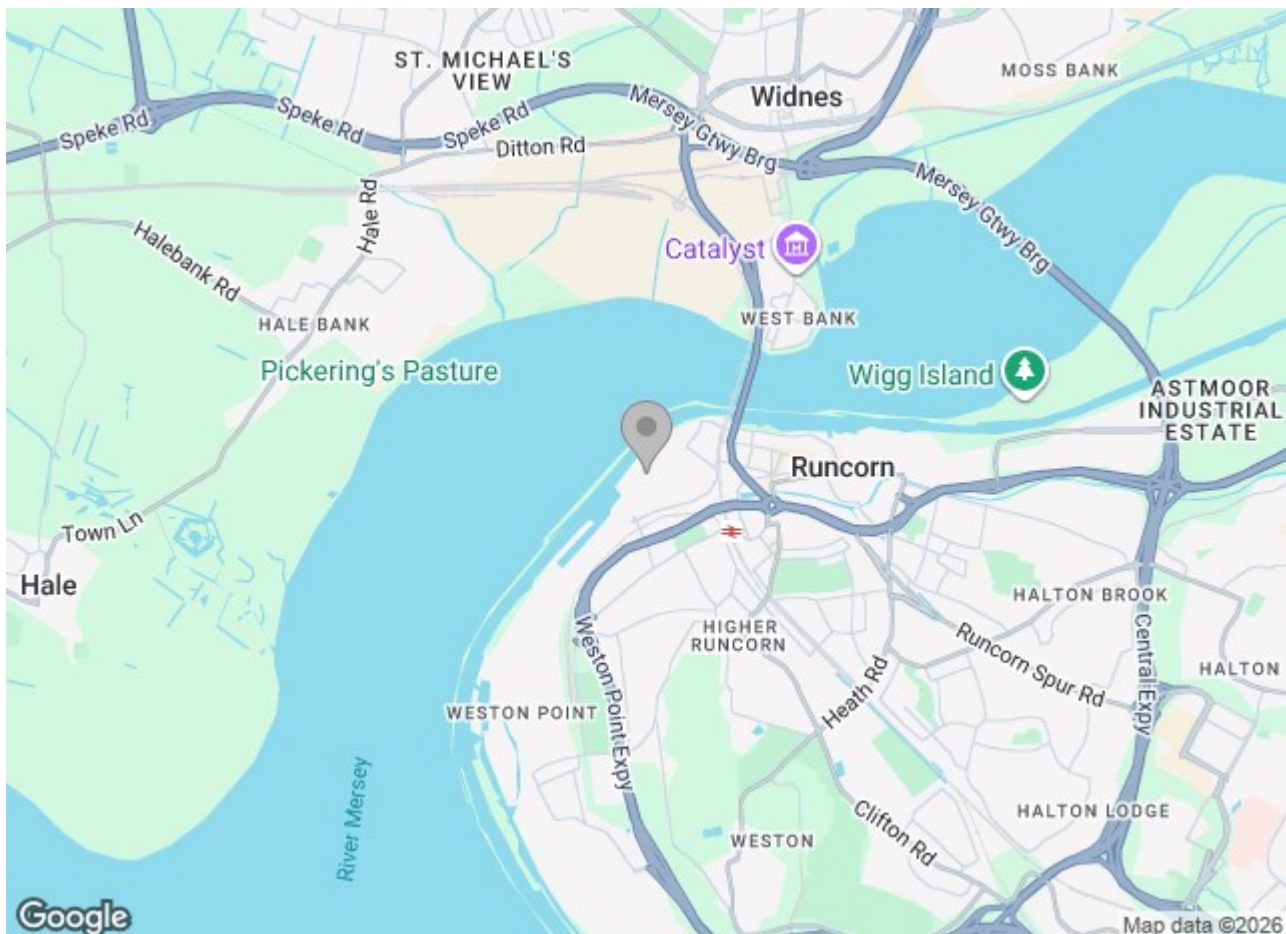 ST. MICHAEL'S
VIEW
MOSS BANK
Widnes
Speke Rd
Speke Rd
Speke Rd
Mersey Gtwy Brg
Ditton Rd
Mersey Gtwy Brg
Hale Rd
Halebank Rd
Catalyst
HALE BANK
WEST BANK
Pickering's Pasture
Wigg Island
ASTMOOR
INDUSTRIAL
ESTATE
Runcorn
Town Ln
Hale
HALTON BROOK
HIGHER
RUNCORN
Weston Point Expy
Runcorn Spur Rd
Central Expy
HALTON
Heath Rd
WESTON POINT
River Mersey
Clifton Rd
HALTON LODGE
WESTON
Google
Map data ©2026